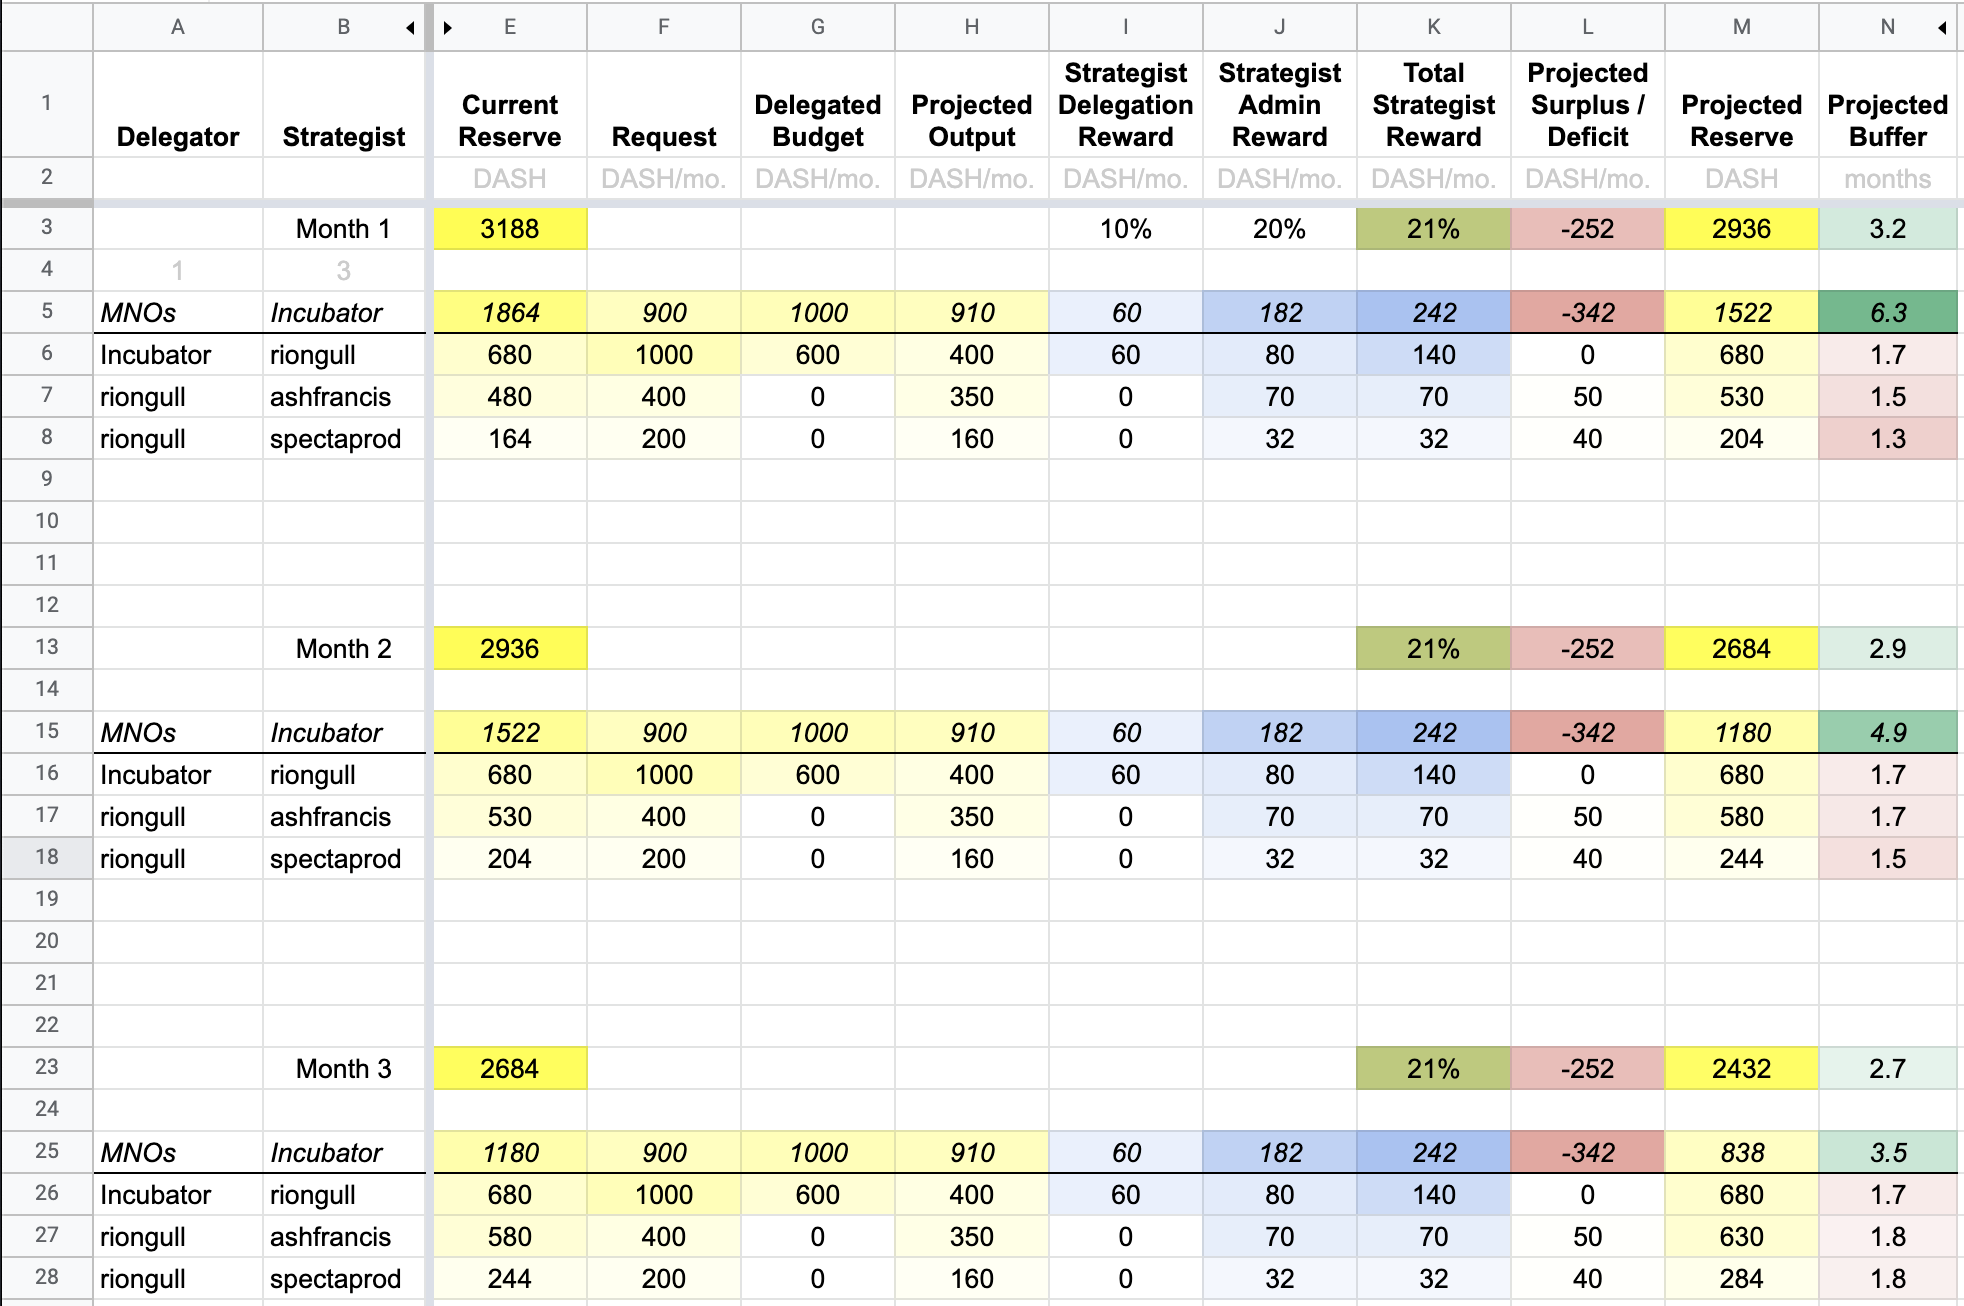 A B E F G H I J K L M N
1 Delegator Strategist Current Reserve Request Delegated Budget Projected Output Strategist Delegation Reward Strategist Admin Reward Total Strategist Reward Projected Surplus / Deficit Projected Reserve Projected Buffer
2 DASH DASH/mo. DASH/mo. DASH/mo. DASH/mo. DASH/mo. DASH/mo. DASH/mo. DASH months
3 Month 1 3188 10% 20% 21% -252 2936 3.2
4 1 3
5 MNOs Incubator 1864 900 1000 910 60 182 242 -342 1522 6.3
6 Incubator riongull 680 1000 600 400 60 80 140 0 680 1.7
7 riongull ashfrancis 480 400 0 350 0 70 70 50 530 1.5
8 riongull spectaprod 164 200 0 160 0 32 32 40 204 1.3
9
10
11
12
13 Month 2 2936 21% -252 2684 2.9
14
15 MNOs Incubator 1522 900 1000 910 60 182 242 -342 1180 4.9
16 Incubator riongull 680 1000 600 400 60 80 140 0 680 1.7
17 riongull ashfrancis 530 400 0 350 0 70 70 50 580 1.7
18 riongull spectaprod 204 200 0 160 0 32 32 40 244 1.5
19
20
21
22
23 Month 3 2684 21% -252 2432 2.7
24
25 MNOs Incubator 1180 900 1000 910 60 182 242 -342 838 3.5
26 Incubator riongull 680 1000 600 400 60 80 140 0 680 1.7
27 riongull ashfrancis 580 400 0 350 0 70 70 50 630 1.8
28 riongull spectaprod 244 200 0 160 0 32 32 40 284 1.8